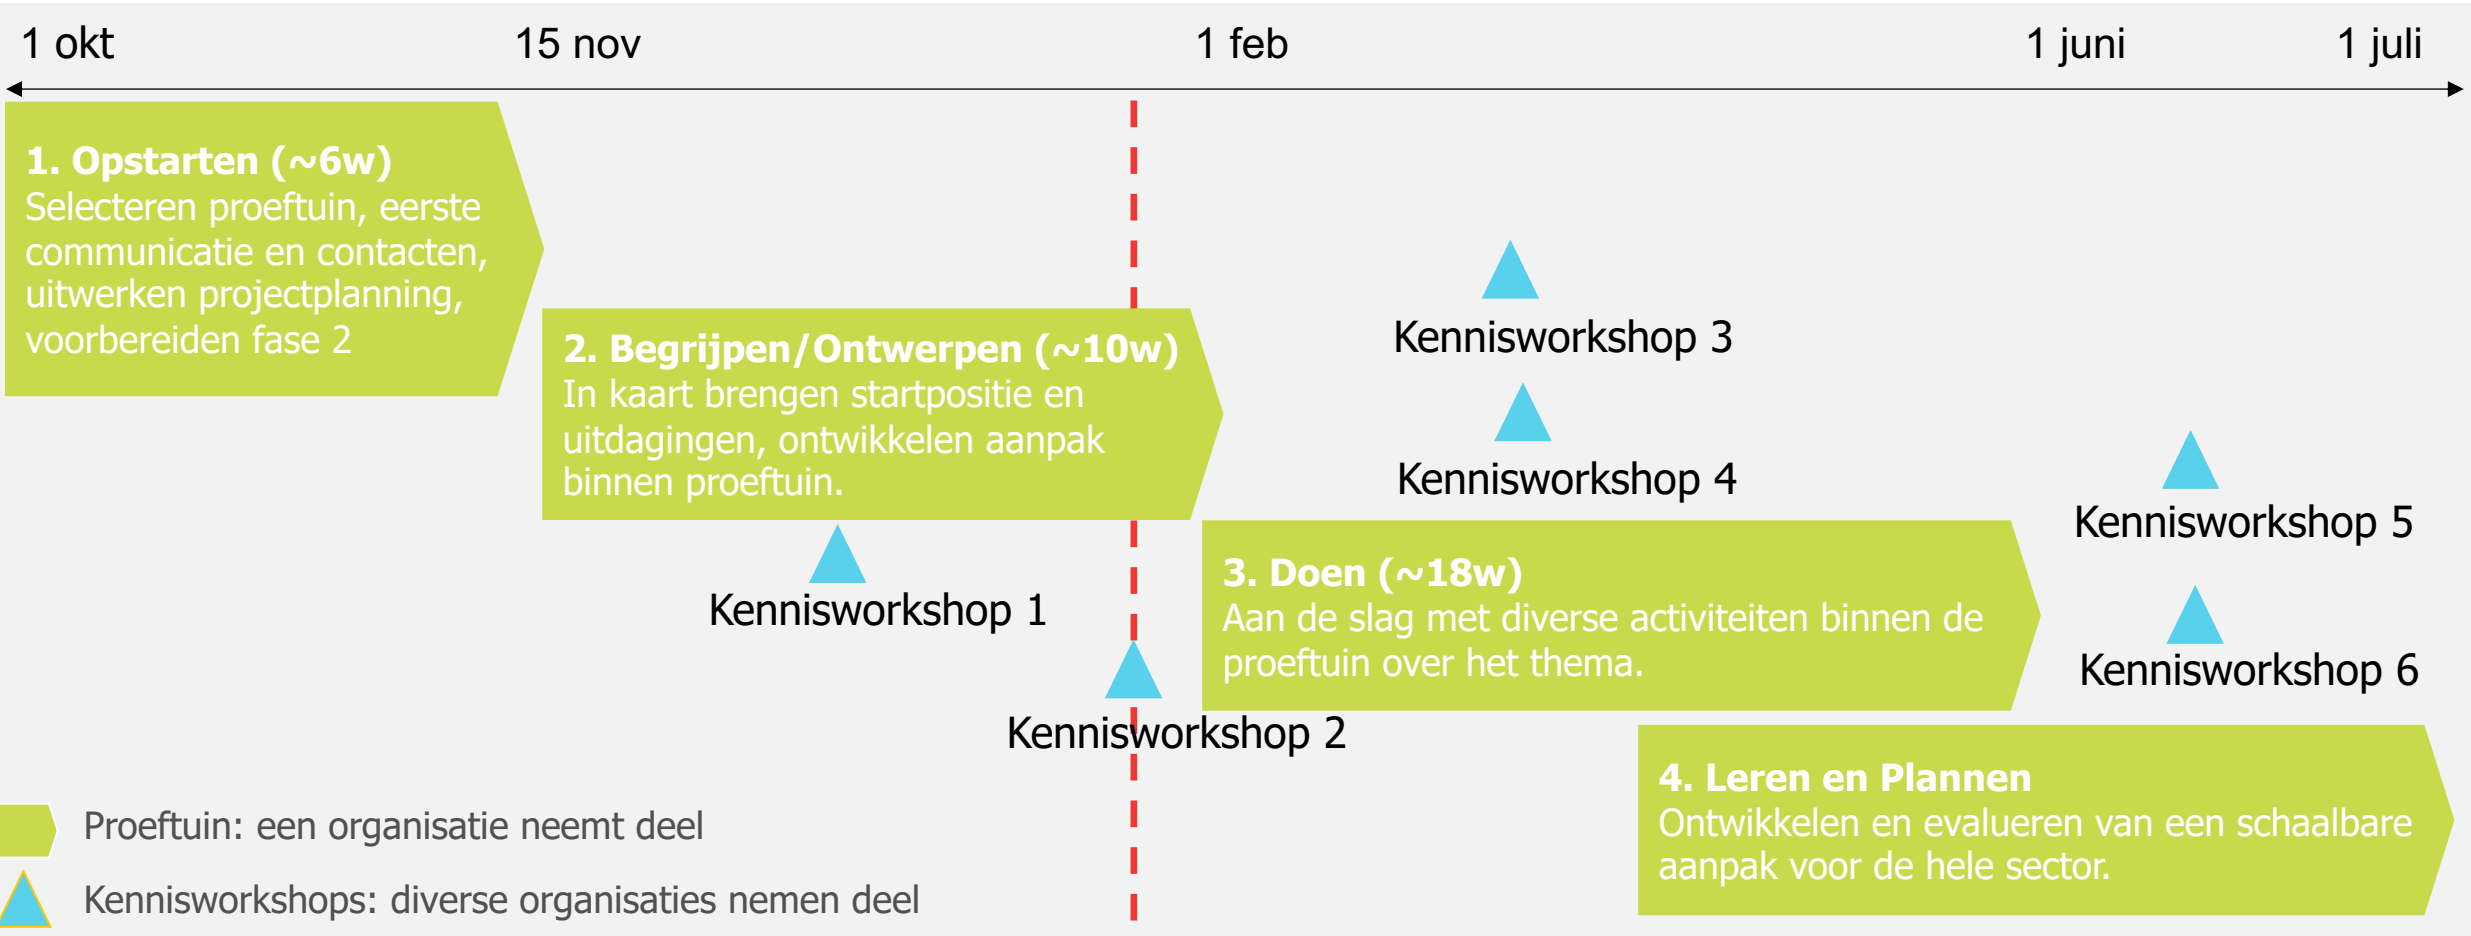 1 okt
15 nov
1 feb
1 juni
1 juli
1. Opstarten (~6w)
Selecteren proeftuin, eerste
communicatie en contacten,
uitwerken projectplanning,
voorbereiden fase 2
2. Begrijpen/Ontwerpen (~10w)
In kaart brengen startpositie en
uitdagingen, ontwikkelen aanpak
binnen proeftuin.
Kennisworkshop 3
Kennisworkshop 4
Kennisworkshop 1
Kennisworkshop 2
3. Doen (~18w)
Aan de slag met diverse activiteiten binnen de
proeftuin over het thema.
Kennisworkshop 5
Kennisworkshop 6
4. Leren en Plannen
Ontwikkelen en evalueren van een schaalbare
aanpak voor de hele sector.
Proeftuin: een organisatie neemt deel
Kennisworkshops: diverse organisaties nemen deel